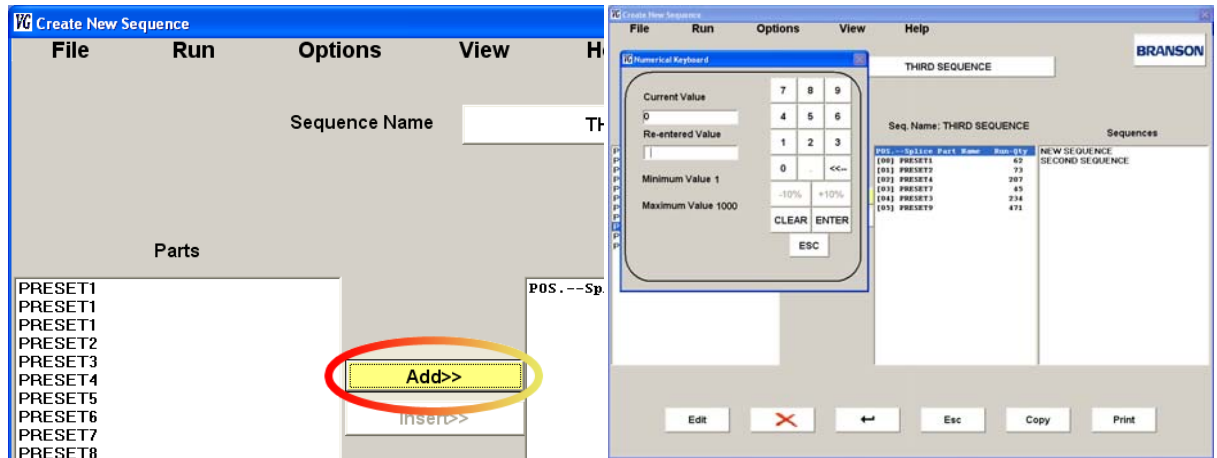 Create New Sequence
File Run Options View
Sequence Name
Parts
PRESET1
PRESET1
PRESET1
PRESET2
PRESET3
PRESET4
PRESET5
PRESET6
PRESET7
PRESET8
Add>>
Insert>>
POS.--Sp
Create New Sequence
File Run Options View Help
BRANSON
THIRD SEQUENCE
Numerical Keyboard
Current Value
0
Re-entered Value
Minimum Value 1
Maximum Value 1000
7 8 9
4 5 6
1 2 3
0 . <<--
-10% +10%
CLEAR ENTER
ESC
Seq. Name: THIRD SEQUENCE
POS.--Splice Part Name Run-Qty
[00] PRESET1 62
[01] PRESET2 73
[02] PRESET4 207
[03] PRESET7 45
[04] PRESET3 234
[05] PRESET9 471
Sequences
NEW SEQUENCE
SECOND SEQUENCE
Edit Esc Copy Print